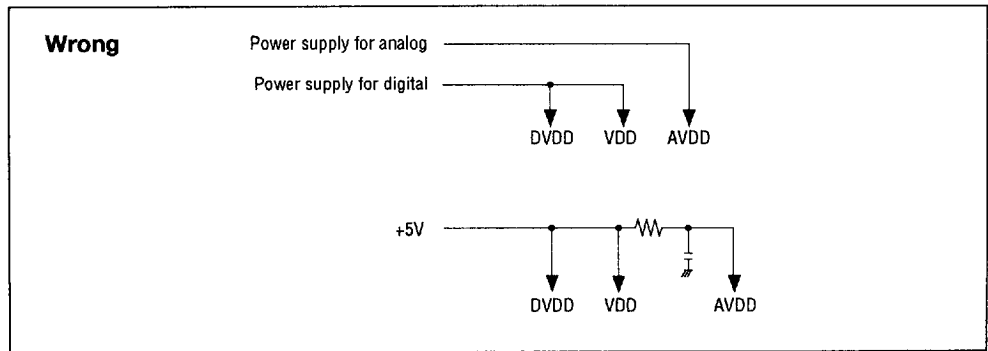 Wrong
Power supply for analog
Power supply for digital
DVDD VDD AVDD
+5V
DVDD VDD AVDD